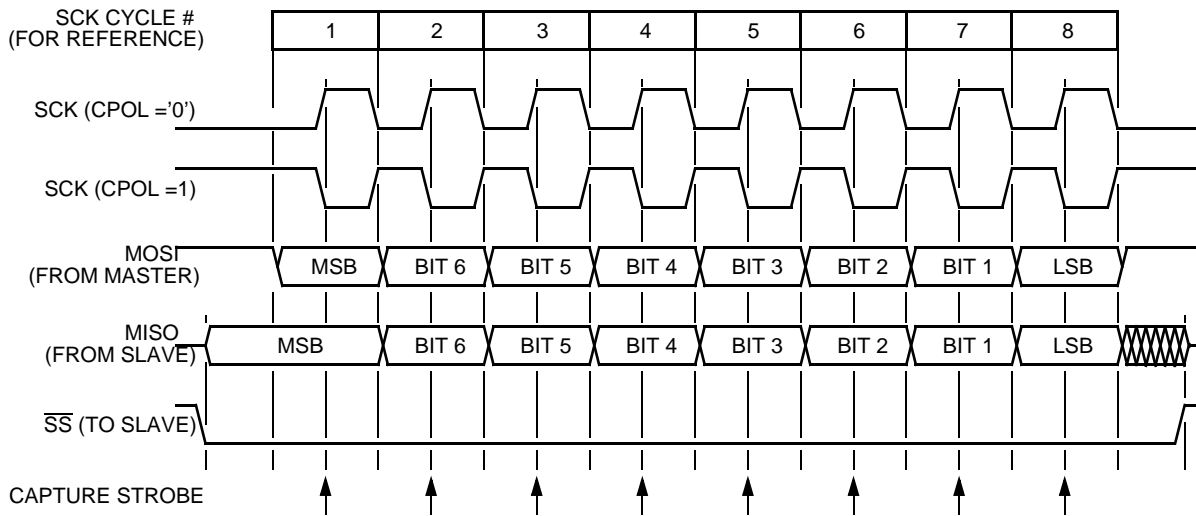 SCK CYCLE #
(FOR REFERENCE)
1 2 3 4 5 6 7 8
SCK (CPOL ='0')
SCK (CPOL =1)
MOSI
(FROM MASTER)
MSB BIT 6 BIT 5 BIT 4 BIT 3 BIT 2 BIT 1 LSB
MISO
(FROM SLAVE)
MSB BIT 6 BIT 5 BIT 4 BIT 3 BIT 2 BIT 1 LSB
SS (TO SLAVE)
CAPTURE STROBE